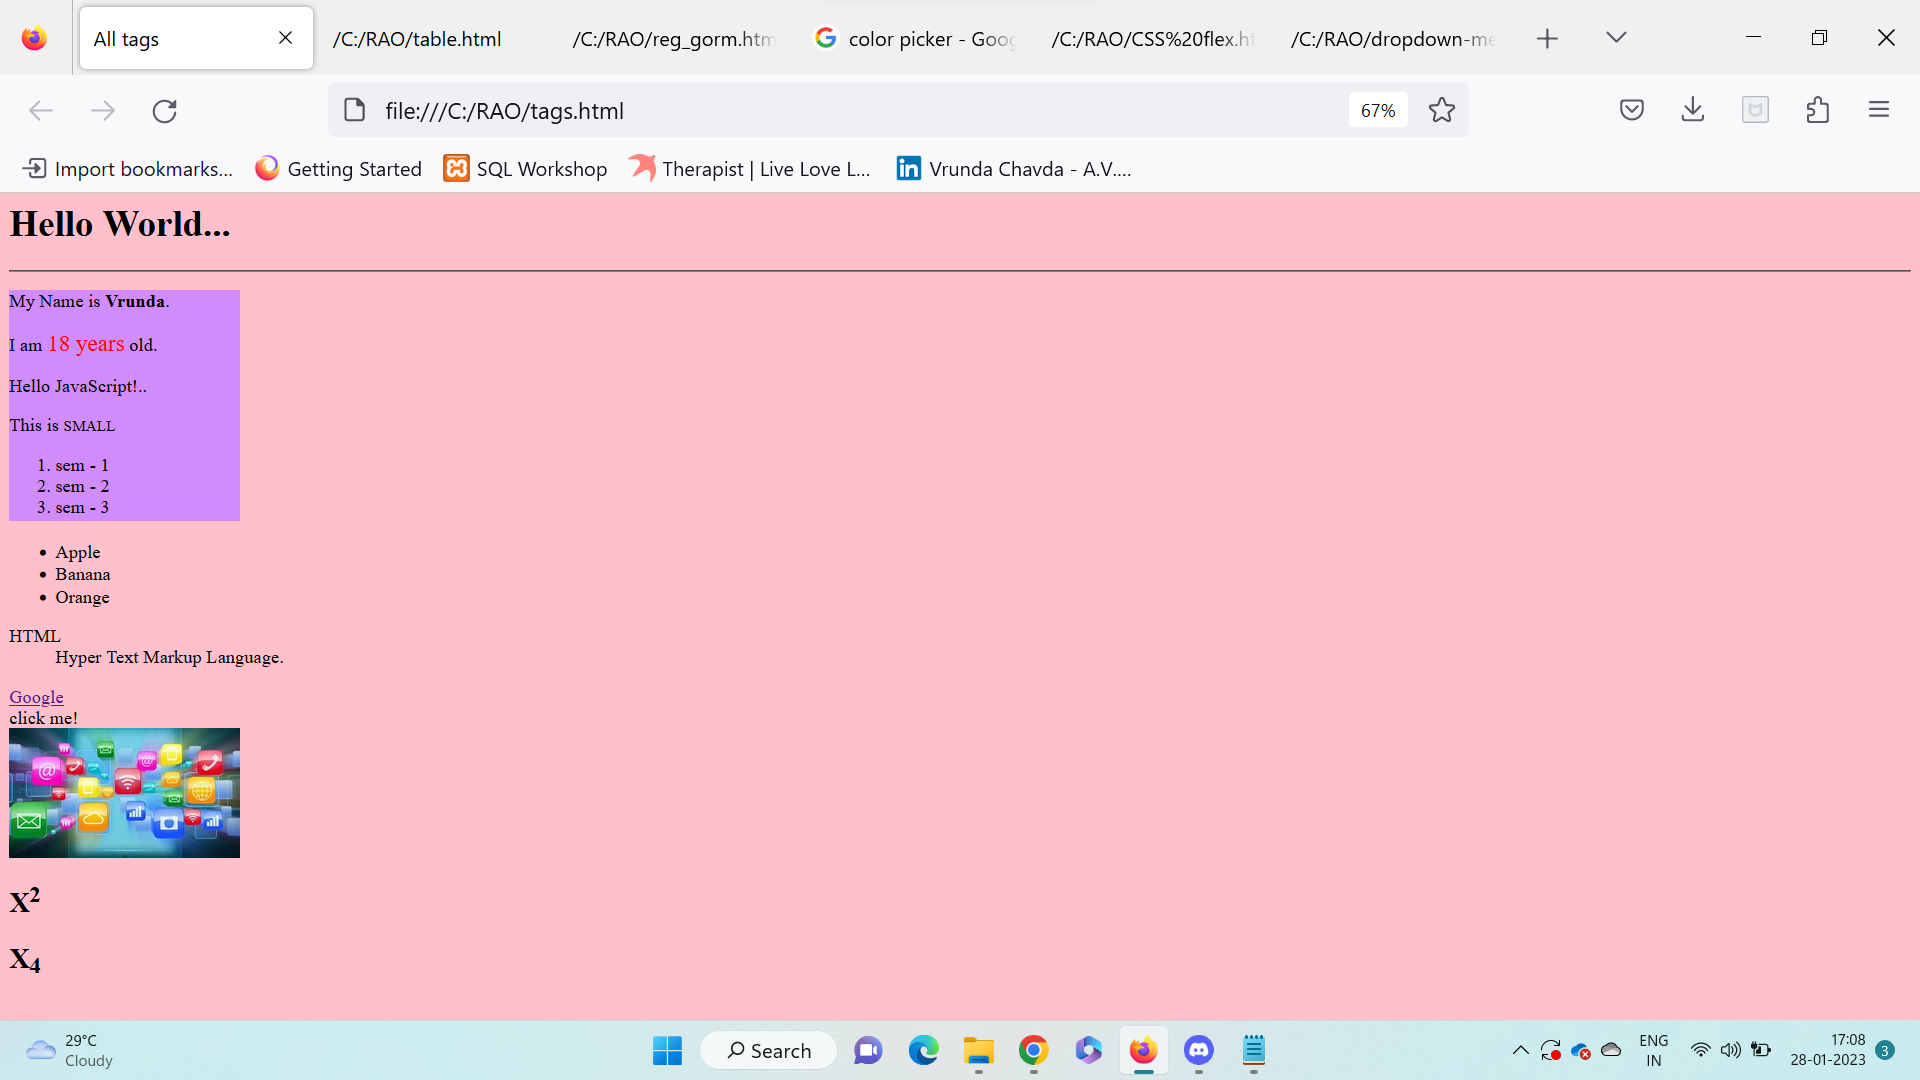 All tags
/C:/RAO/table.html
/C:/RAO/reg_gorm.htm
color picker - Goog
/C:/RAO/CSS%20flex.ht
/C:/RAO/dropdown-me
file:///C:/RAO/tags.html
67%
Import bookmarks...
Getting Started
SQL Workshop
Therapist | Live Love L...
Vrunda Chavda - A.V....
Hello World...
My Name is Vrunda.
I am 18 years old.
Hello JavaScript!..
This is SMALL
1. sem - 1
2. sem - 2
3. sem - 3
• Apple
• Banana
• Orange
HTML
Hyper Text Markup Language.
Google
click me!
X²
X₄
29°C
Cloudy
Search
ENG
IN
17:08
28-01-2023
3